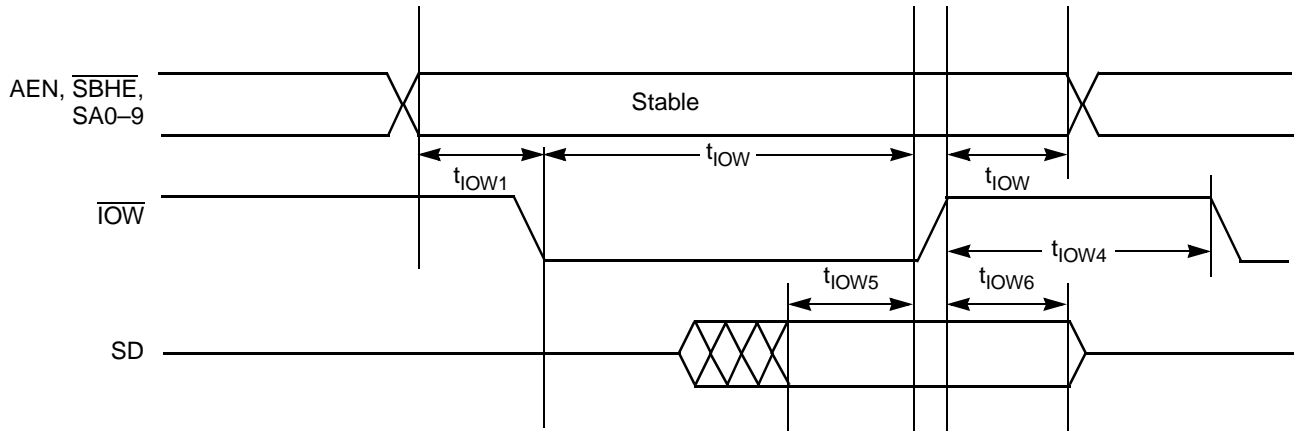 AEN, SBHE,
SA0–9
Stable
tIOW1
tIOW
tIOW
IOW
tIOW4
tIOW5
tIOW6
SD